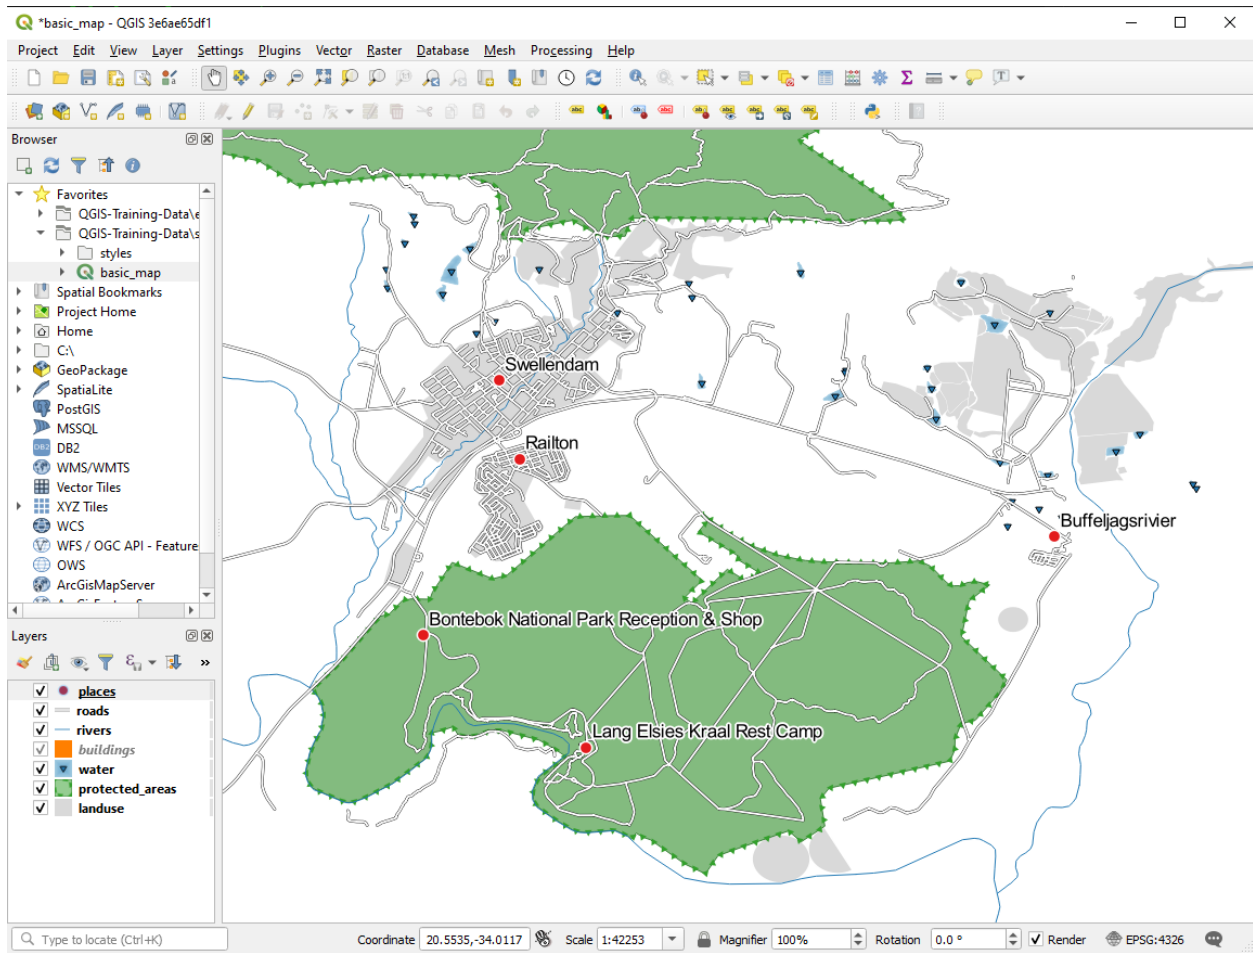 *basic_map - QGIS 3e6ae65df1
Project Edit View Layer Settings Plugins Vector Raster Database Mesh Processing Help
Browser
Favorites
QGIS-Training-Data\e
QGIS-Training-Data\s
styles
basic_map
Spatial Bookmarks
Project Home
Home
C:\
GeoPackage
SpatiaLite
PostGIS
MSSQL
DB2
WMS/WMTS
Vector Tiles
XYZ Tiles
WCS
WFS / OGC API - Feature
OWS
ArcGisMapServer
Layers
places
roads
rivers
buildings
water
protected_areas
landuse
Swellendam
Railton
Buffeljagsrivier
Bontebok National Park Reception & Shop
Lang Elsies Kraal Rest Camp
Type to locate (Ctrl+K) Coordinate 20.5535,-34.0117 Scale 1:42253 Magnifier 100% Rotation 0.0 ° Render EPSG:4326